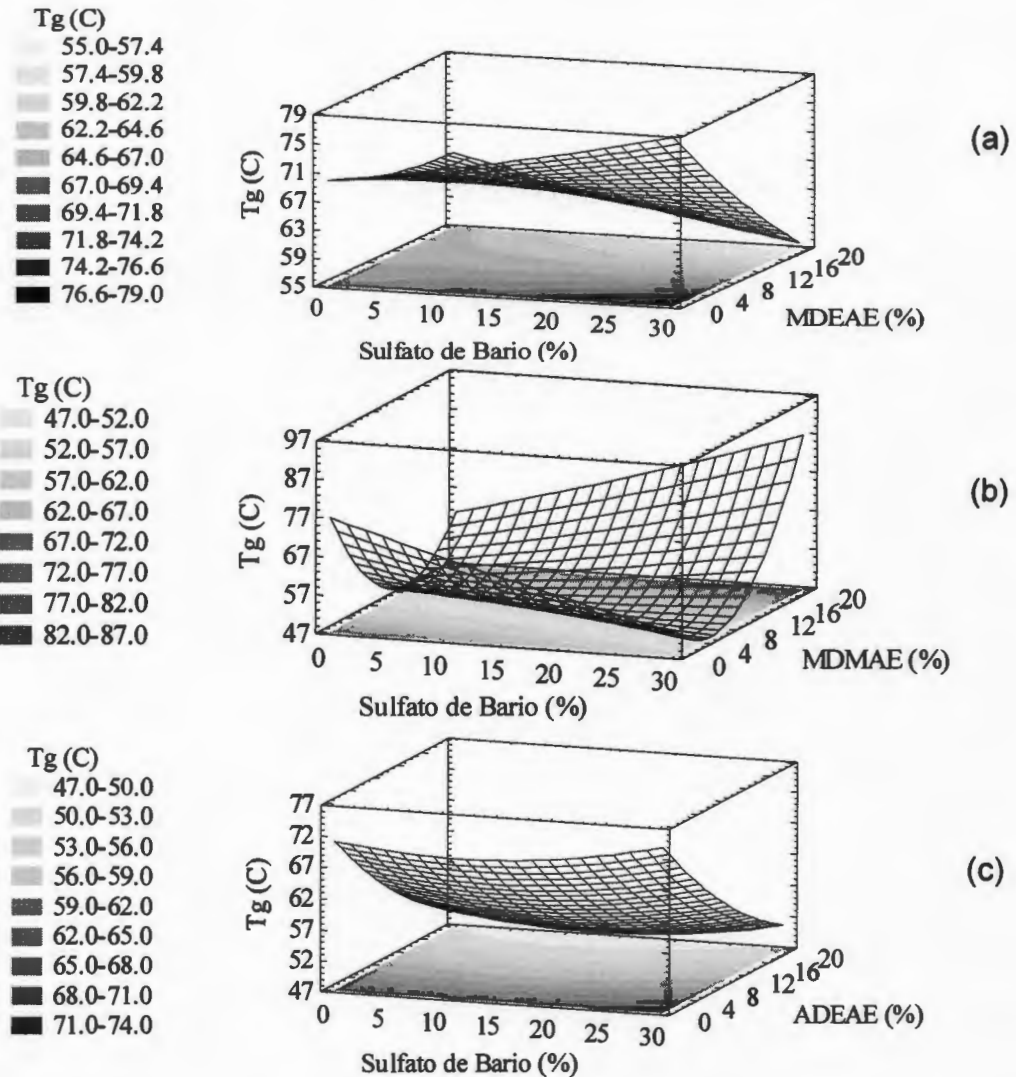 Tg (C)
55.0-57.4
57.4-59.8
59.8-62.2
62.2-64.6
64.6-67.0
67.0-69.4
69.4-71.8
71.8-74.2
74.2-76.6
76.6-79.0
Tg (C)
79
75
71
67
63
59
55
0 5 10 15 20 25 30
Sulfato de Bario (%)
0 4 8 12 16 20
MDEAE (%)
(a)
Tg (C)
47.0-52.0
52.0-57.0
57.0-62.0
62.0-67.0
67.0-72.0
72.0-77.0
77.0-82.0
82.0-87.0
Tg (C)
97
87
77
67
57
47
0 5 10 15 20 25 30
Sulfato de Bario (%)
0 4 8 12 16 20
MDMAE (%)
(b)
Tg (C)
47.0-50.0
50.0-53.0
53.0-56.0
56.0-59.0
59.0-62.0
62.0-65.0
65.0-68.0
68.0-71.0
71.0-74.0
Tg (C)
77
72
67
62
57
52
47
0 5 10 15 20 25 30
Sulfato de Bario (%)
0 4 8 12 16 20
ADEAE (%)
(c)